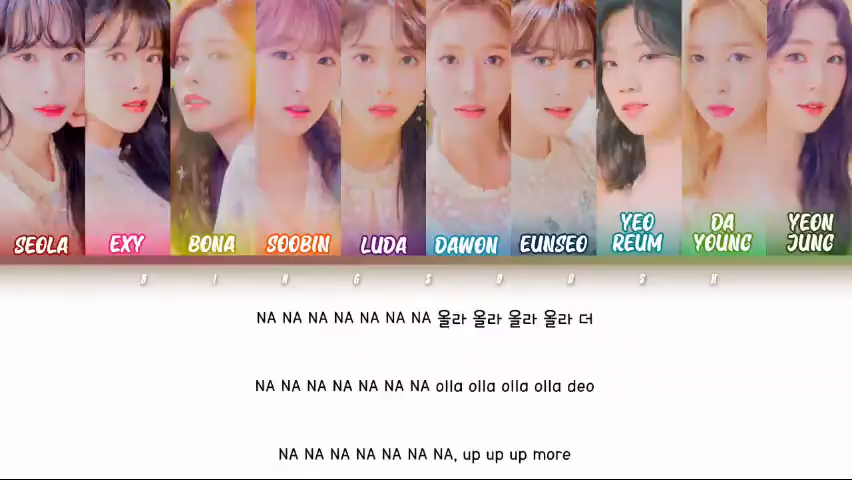 SEOLA EXY BONA SOOBIN LUDA DAWON EUNSEO YEO REUM DA YOUNG YEON JUNG
BINGSOOSH
NA NA NA NA NA NA NA 올라 올라 올라 올라 더
NA NA NA NA NA NA NA olla olla olla olla deo
NA NA NA NA NA NA NA, up up up more